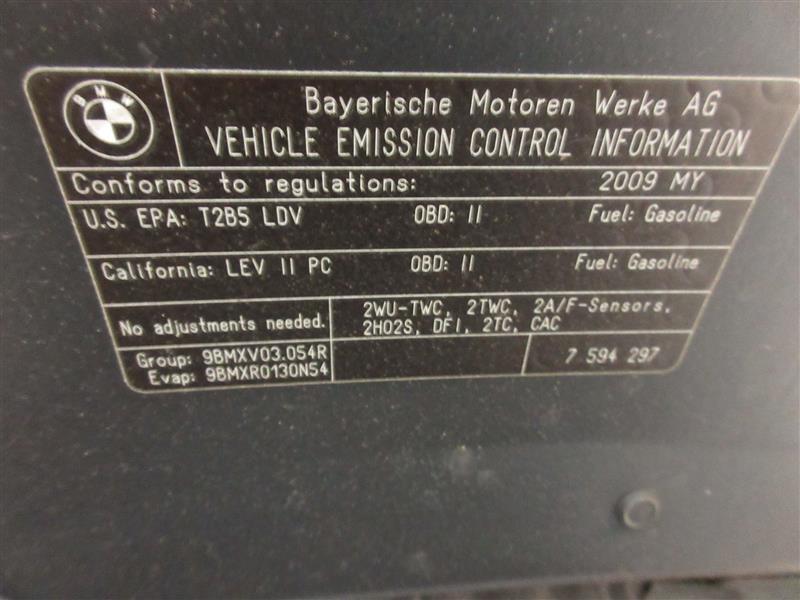 BMW
Bayerische Motoren Werke AG
VEHICLE EMISSION CONTROL INFORMATION
Conforms to regulations: 2009 MY
U.S. EPA: T2B5 LDV OBD: II Fuel: Gasoline
California: LEV II PC OBD: II Fuel: Gasoline
No adjustments needed.
2WU-TWC, 2TWC, 2A/F-Sensors,
2HO2S, DFI, 2TC, CAC
Group: 9BMXV03.054R
Evap: 9BMXR0130N54
7 594 297